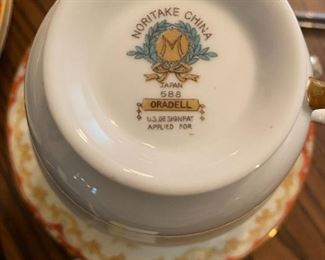 NORITAKE CHINA
M
JAPAN
588
ORADELL
U.S. DESIGN PAT
APPLIED FOR